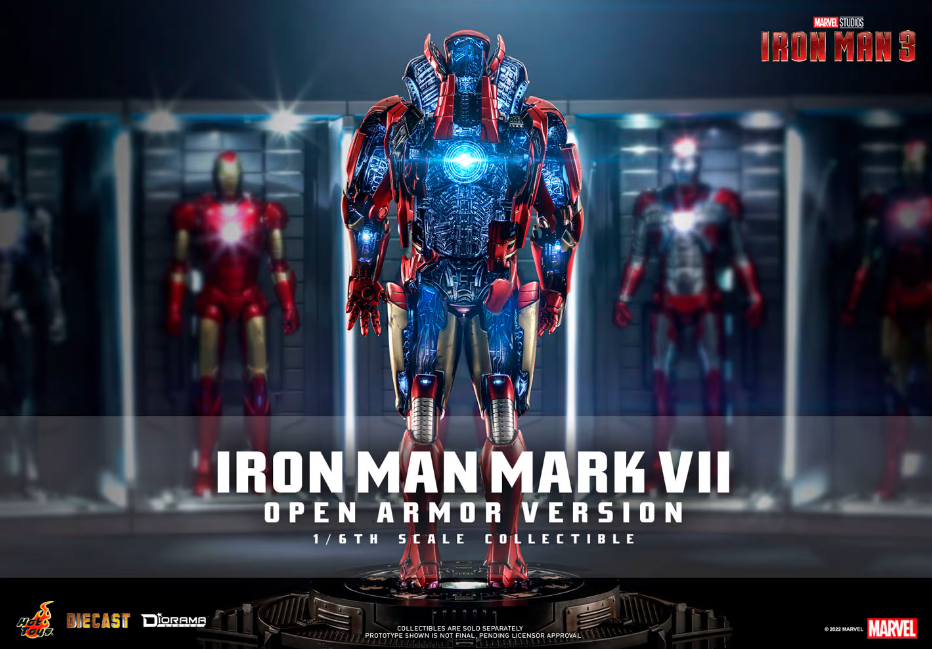 MARVEL STUDIOS
IRON MAN 3
IRON MAN MARK VII
OPEN ARMOR VERSION
1/6TH SCALE COLLECTIBLE
HOT TOYS
DIECAST
DIORAMA
COLLECTIBLES ARE SOLD SEPARATELY
PROTOTYPE SHOWN IS NOT FINAL, PENDING LICENSOR APPROVAL
© 2022 MARVEL
MARVEL